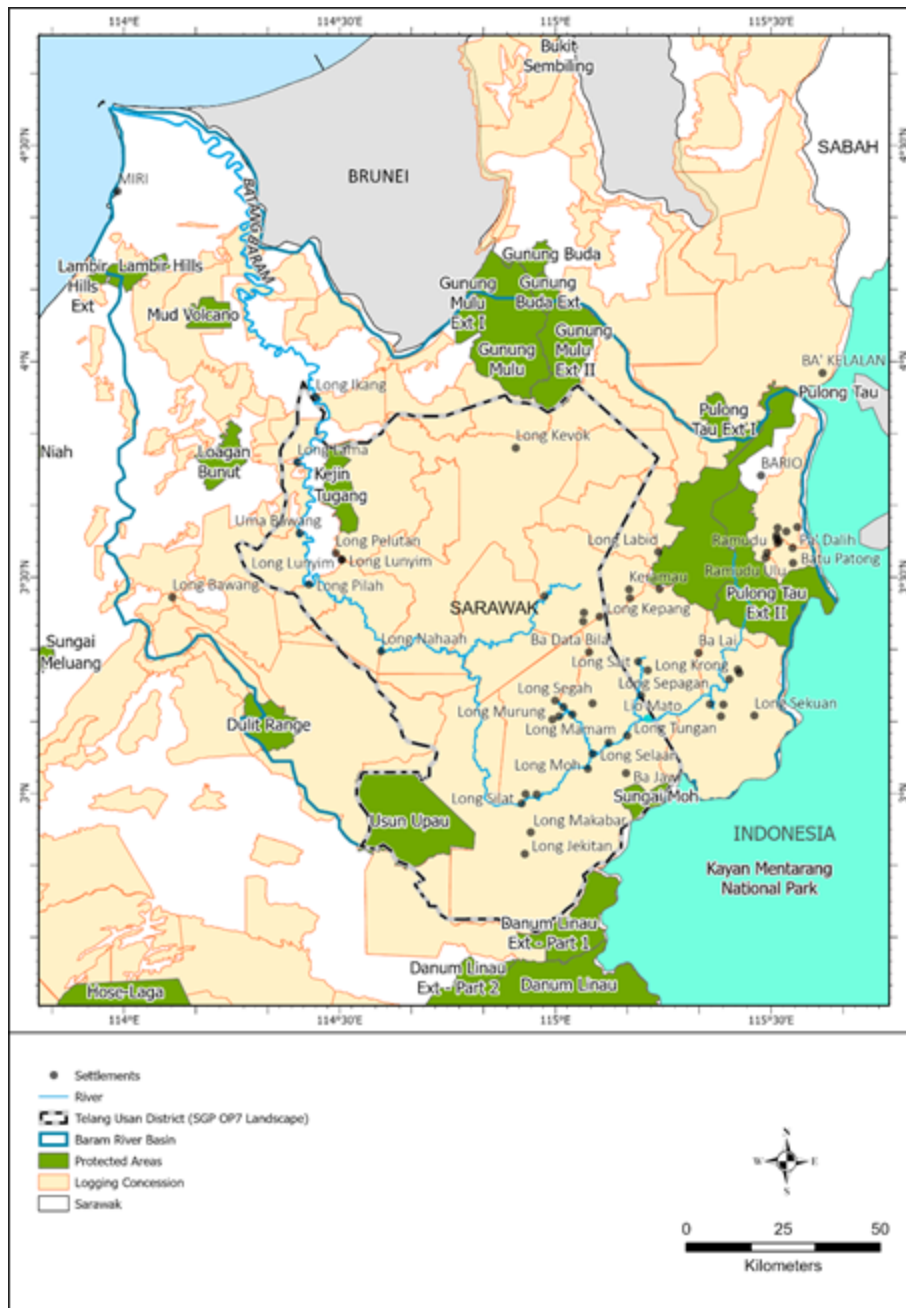 114°E
114°30'E
115°E
115°30'E
Bukit
Sembiling
4°30'N
4°30'N
SABAH
BRUNEI
MIRI
BATANG BARAM
Lambir
Hills
Ext
Lambir Hills
Gunung Buda
Gunung
Mulu
Ext I
Gunung
Buda Ext
Mud Volcano
Gunung
Mulu
Gunung
Mulu
Ext II
4°N
4°N
BA' KELALAN
Long Ikang
Pulong Tau
Pulong
Tau Ext I
Long Kevok
Niah
Loagan
Bunut
Long Lama
Kejin
Tugang
BARIO
Uma Bawang
Long Pelutan
Long Labid
Ramudu
Pa' Dalih
Long Lunyim
Long Lunyim
Ramudu Ulu
Batu Patong
3°30'N
3°30'N
Long Bawang
Long Pilah
Keramau
Pulong Tau
Ext II
SARAWAK
Long Kepang
Sungai
Meluang
Long Nahaah
Ba Data Bila
Ba Lai
Long Sait
Long Krong
Long Sepagan
Long Segah
Lio Mato
Long Sekuan
Long Murung
Dulit Range
Long Mamam
Long Tungan
Long Selaan
Long Moh
Ba Jawi
3°N
3°N
Long Silat
Sungai Moh
Usun Upau
Long Makabar
INDONESIA
Long Jekitan
Kayan Mentarang
National Park
Danum Linau
Ext - Part 1
Danum Linau
Ext - Part 2
Danum Linau
Hose-Laga
114°E
114°30'E
115°E
115°30'E
Settlements
River
Telang Usan District (SGP OP7 Landscape)
Baram River Basin
Protected Areas
Logging Concession
Sarawak
N
W
E
S
0
25
50
Kilometers